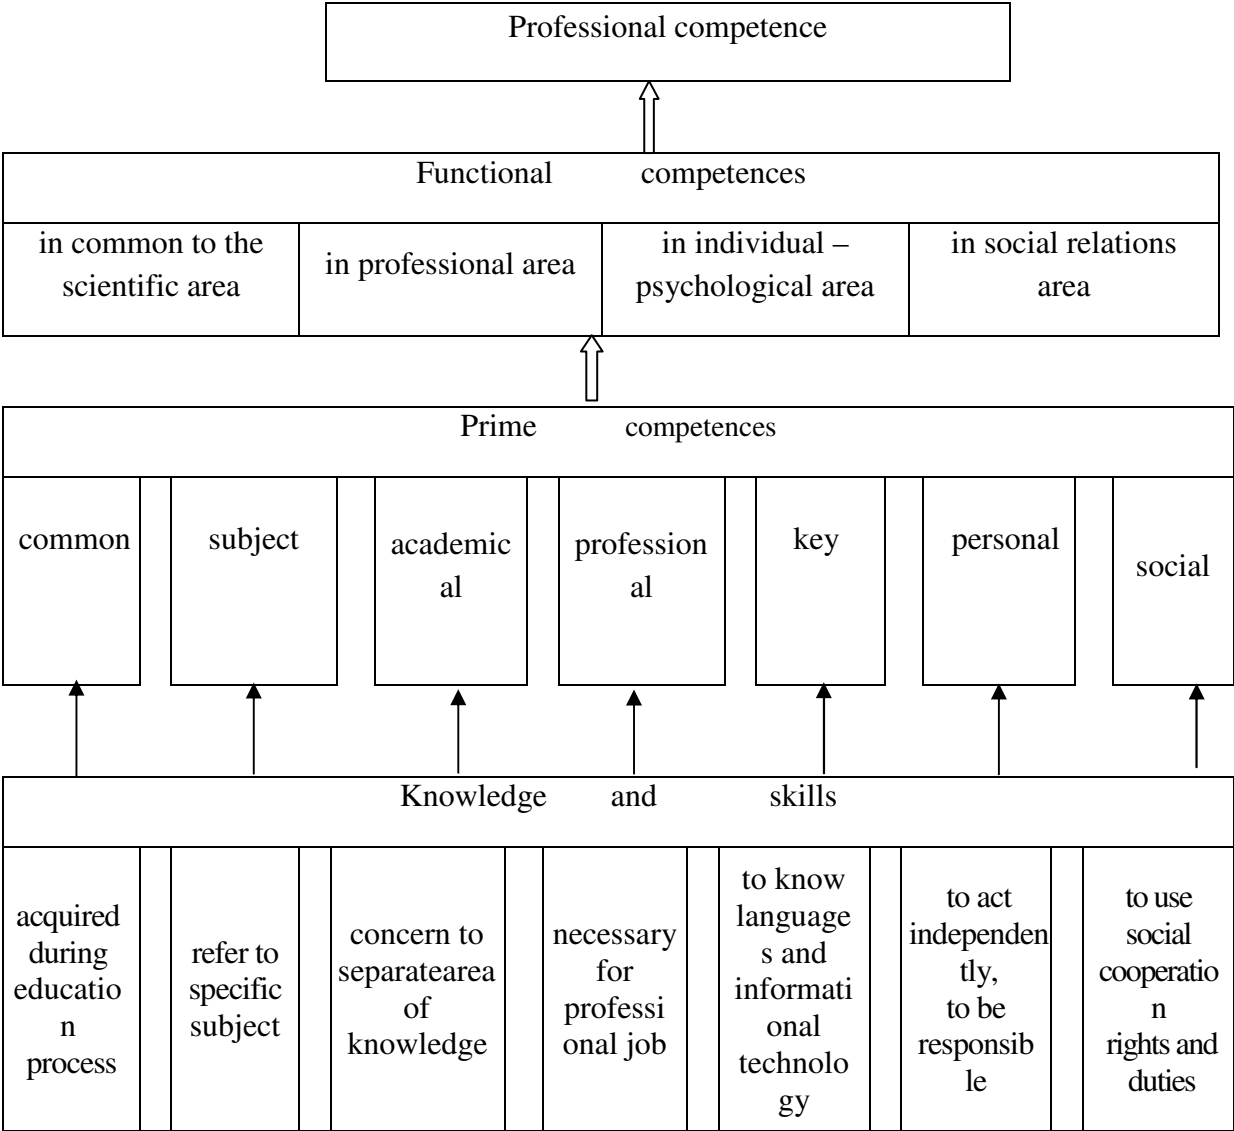 Professional competence
Functional competences
in common to the
scientific area
in professional area
in individual –
psychological area
in social relations
area
Prime competences
common
subject
academic
al
profession
al
key
personal
social
Knowledge and skills
acquired
during
educatio
n
process
refer to
specific
subject
concern to
separatearea
of
knowledge
necessary
for
professi
onal job
to know
language
s and
informati
onal
technolo
gy
to act
independen
tly,
to be
responsib
le
to use
social
cooperatio
n
rights and
duties